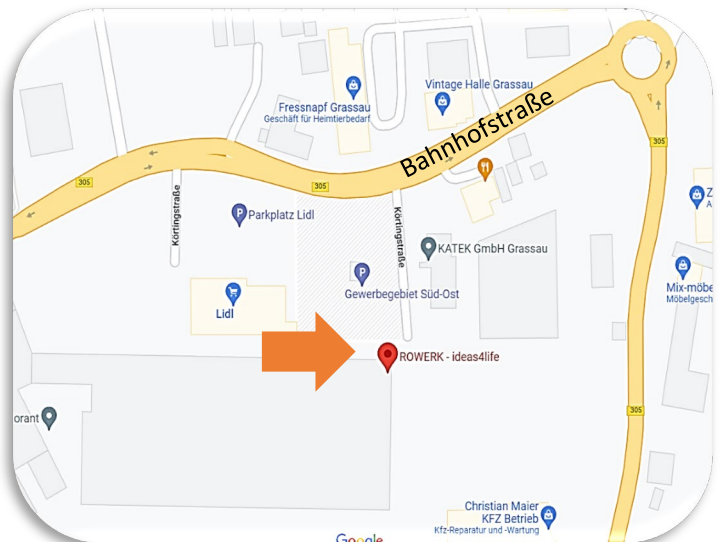 Vintage Halle Grassau
Fressnapf Grassau
Geschäft für Heimtierbedarf
Bahnhofstraße
305
305
305
Körtingstraße
Parkplatz Lidl
Körtingstraße
KATEK GmbH Grassau
Z
A
Mix-möbe
Möbelgesch
Gewerbegebiet Süd-Ost
Lidl
ROWERK - ideas4life
305
orant
Christian Maier
KFZ Betrieb
Kfz-Reparatur und -Wartung
Google